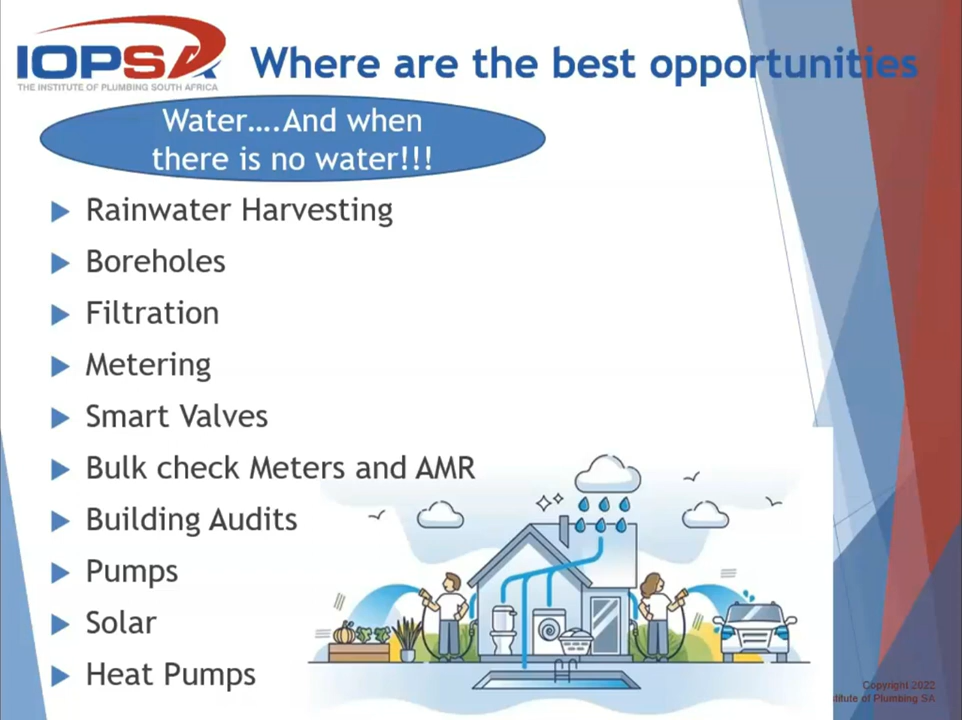 IOPSA
THE INSTITUTE OF PLUMBING SOUTH AFRICA
Where are the best opportunities
Water....And when
there is no water!!!
Rainwater Harvesting
Boreholes
Filtration
Metering
Smart Valves
Bulk check Meters and AMR
Building Audits
Pumps
Solar
Heat Pumps
Copyright 2022
of Plumbing SA